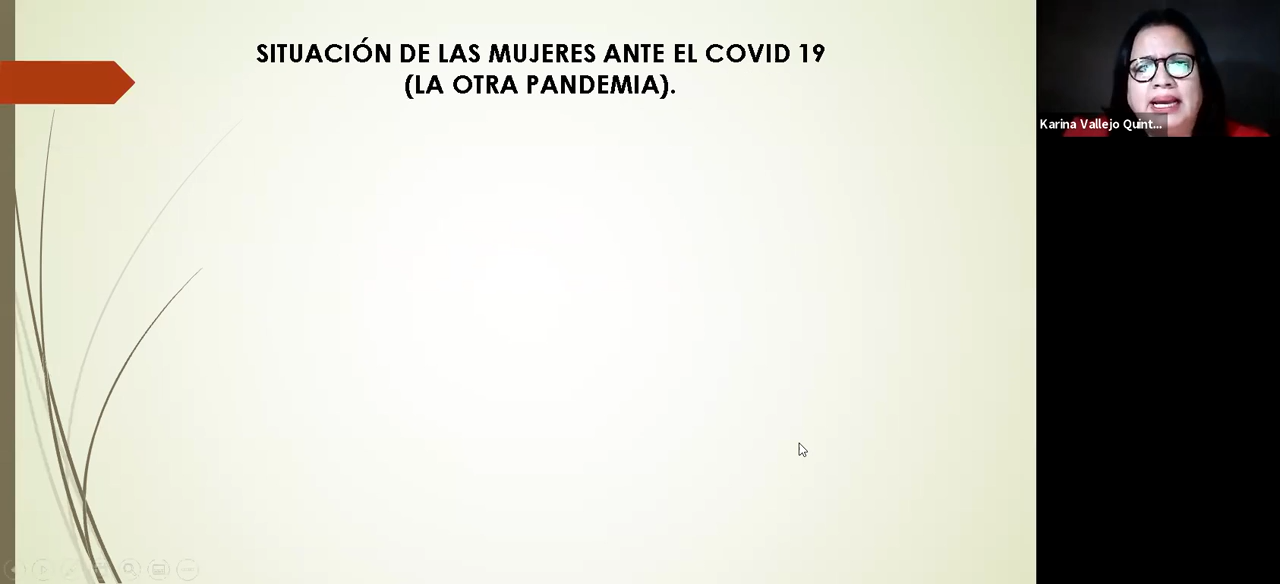 SITUACIÓN DE LAS MUJERES ANTE EL COVID 19
(LA OTRA PANDEMIA).
Karina Vallejo Quint...